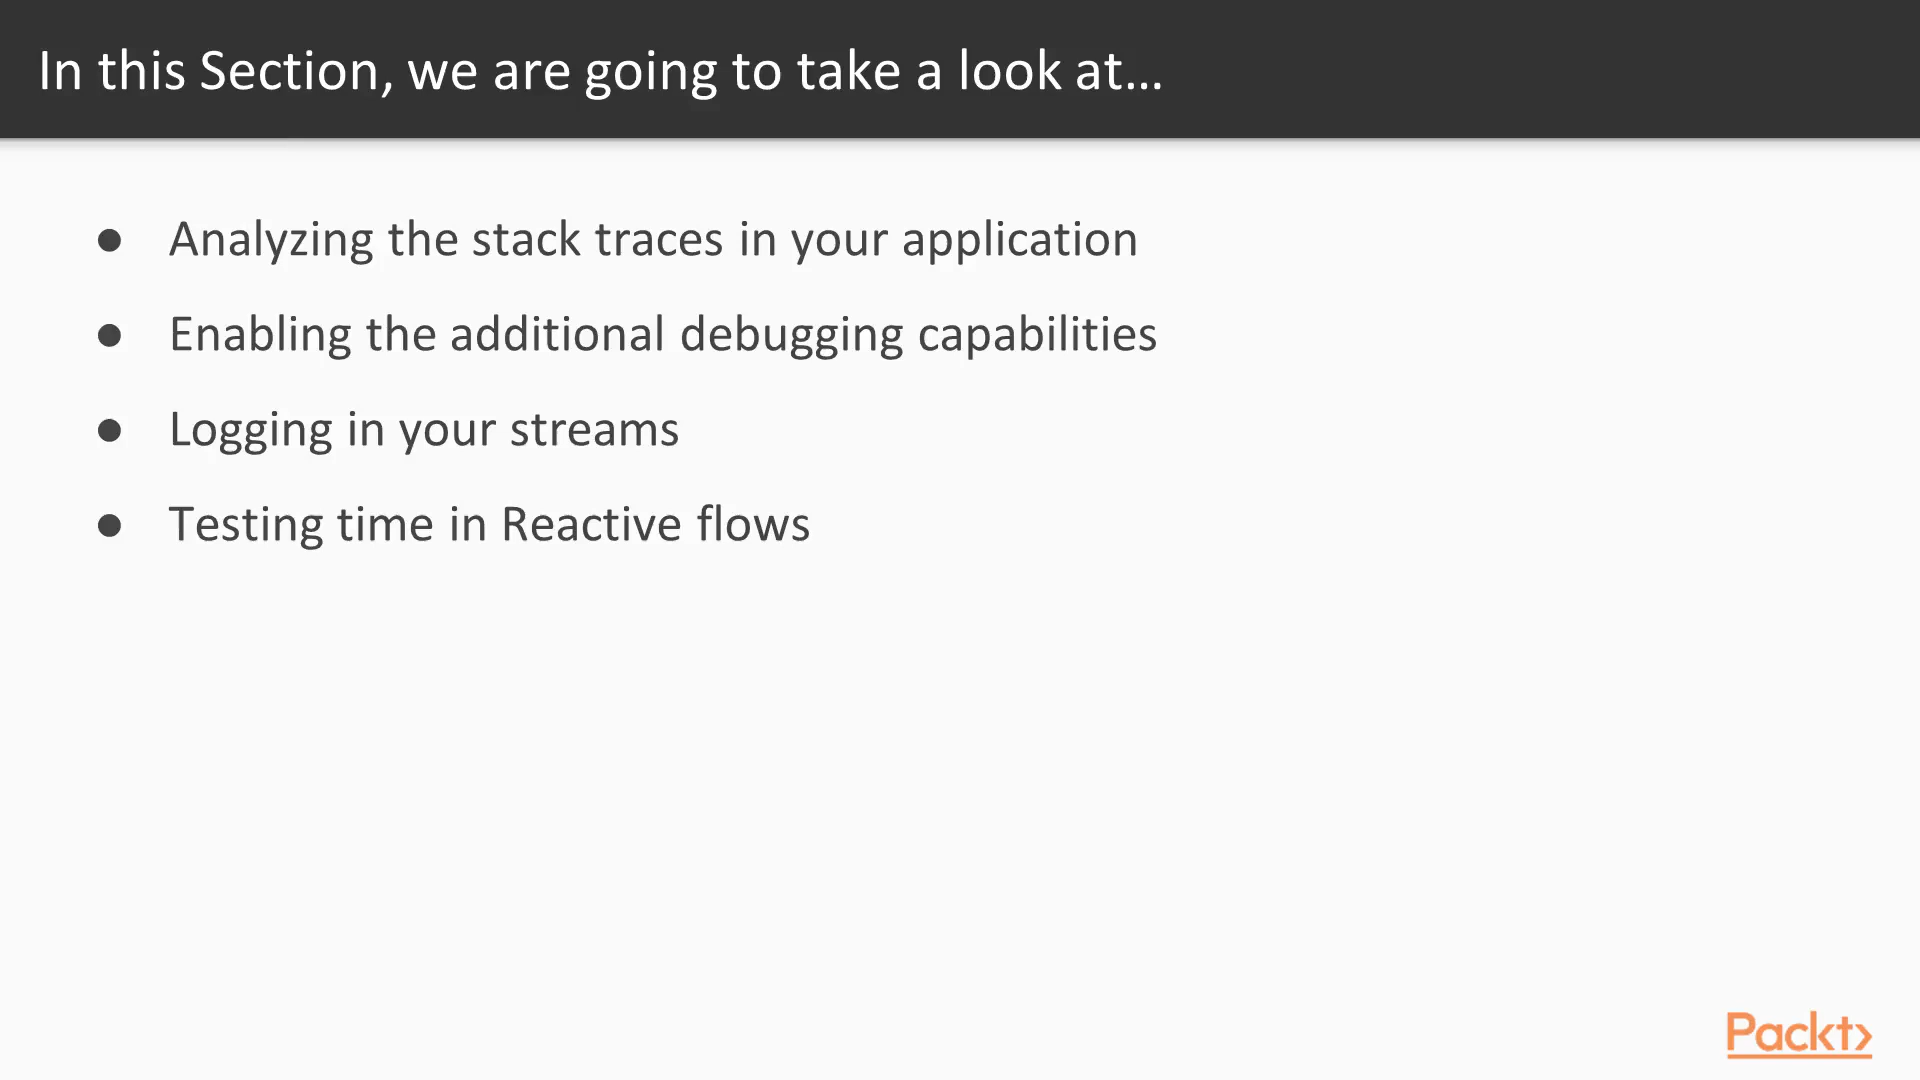 In this Section, we are going to take a look at...
● Analyzing the stack traces in your application
● Enabling the additional debugging capabilities
● Logging in your streams
● Testing time in Reactive flows
Packt>